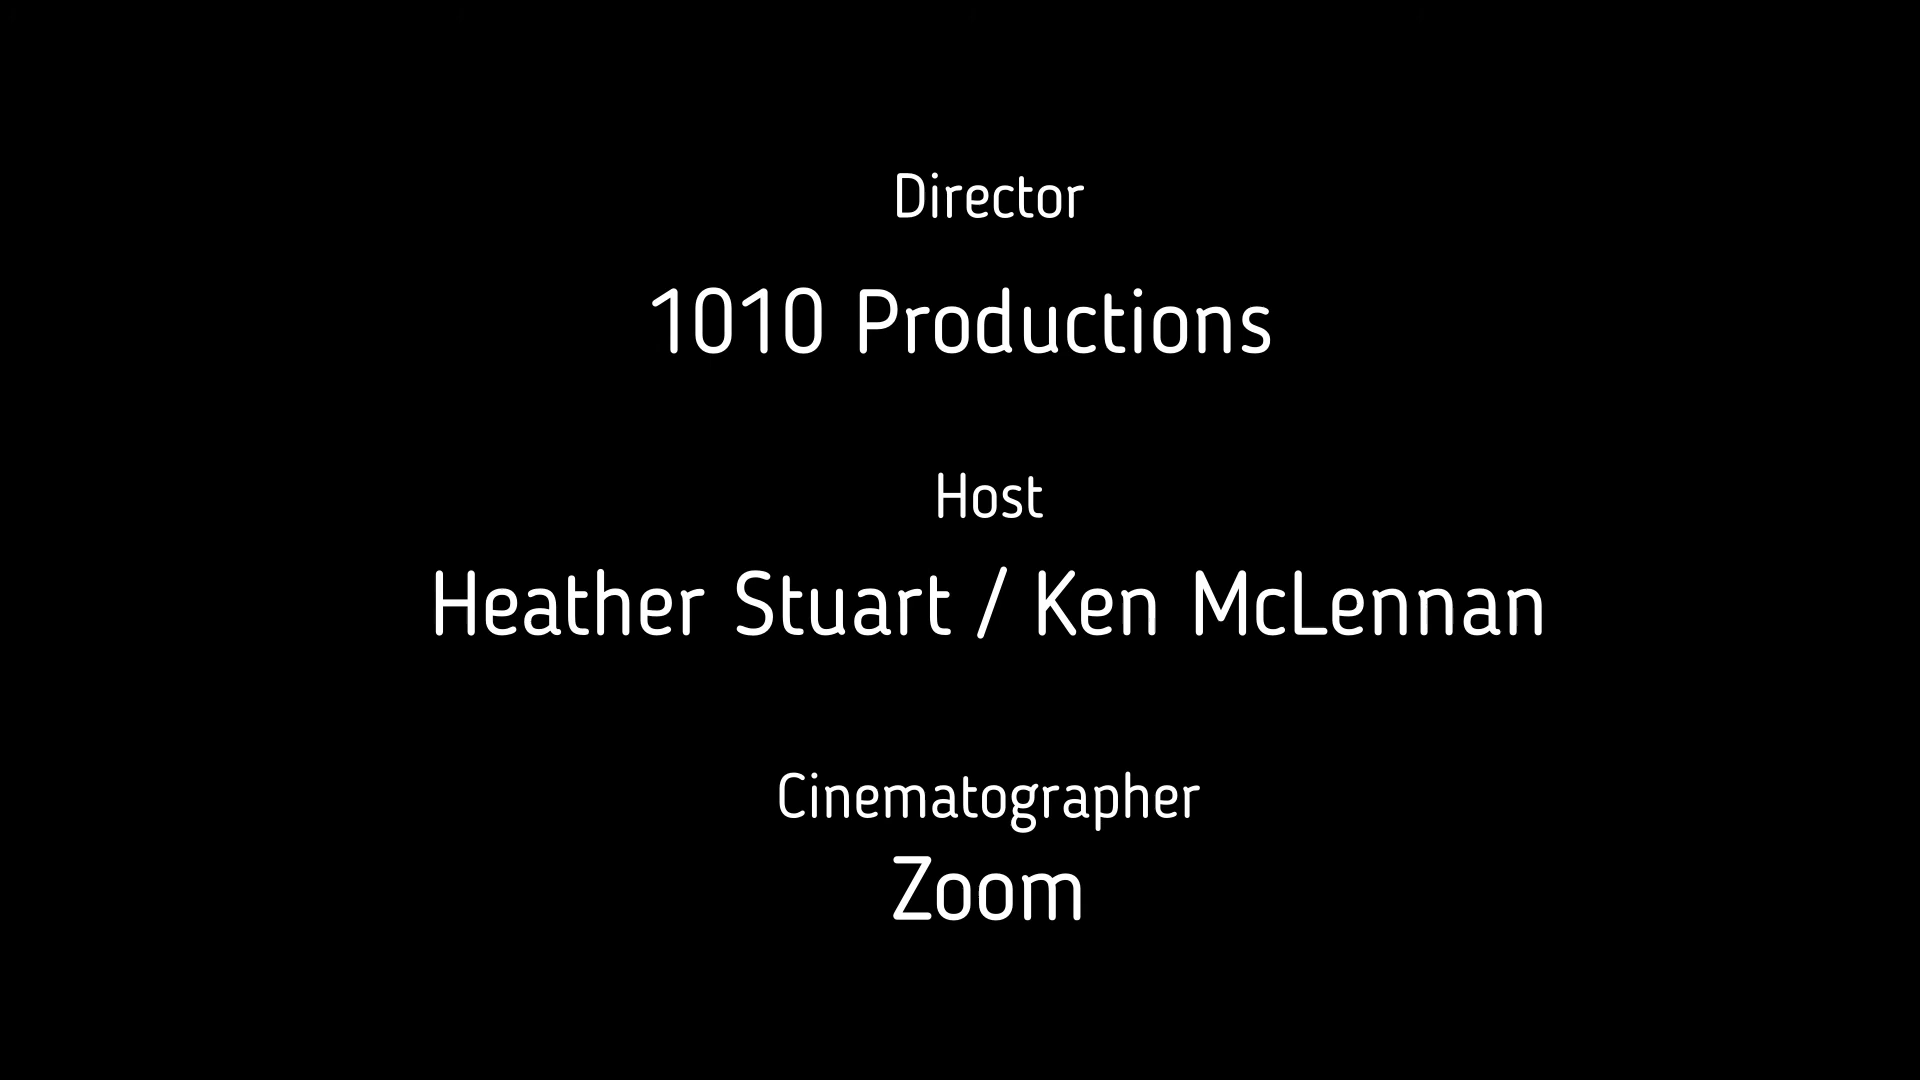 Director
1010 Productions
Host
Heather Stuart / Ken McLennan
Cinematographer
Zoom